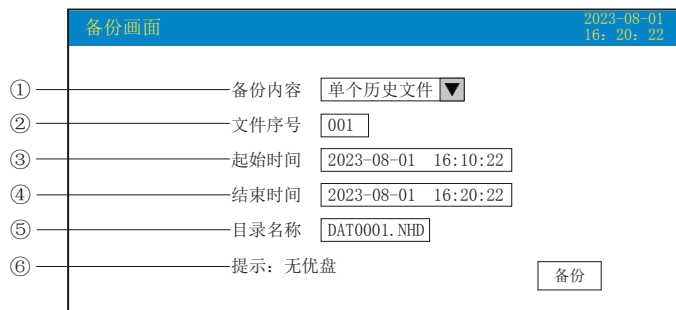 备份画面
2023-08-01
16: 20: 22
① 备份内容 单个历史文件 ▼
② 文件序号 001
③ 起始时间 2023-08-01 16:10:22
④ 结束时间 2023-08-01 16:20:22
⑤ 目录名称 DAT0001.NHD
⑥ 提示：无优盘
备份